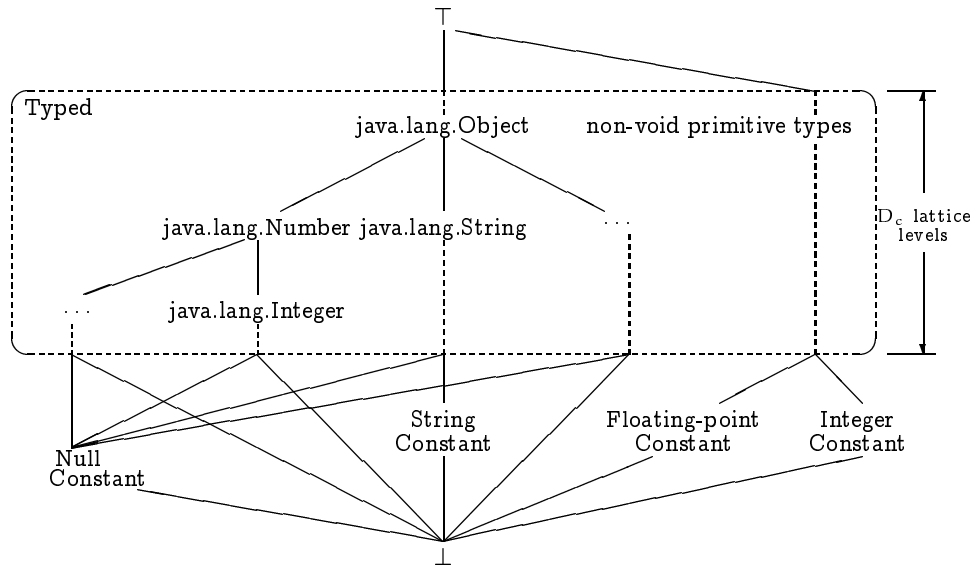 ⊤
Typed
java.lang.Object
non-void primitive types
java.lang.Number
java.lang.String
. . .
D_c lattice
levels
. . .
java.lang.Integer
String
Constant
Floating-point
Constant
Integer
Constant
Null
Constant
⊥